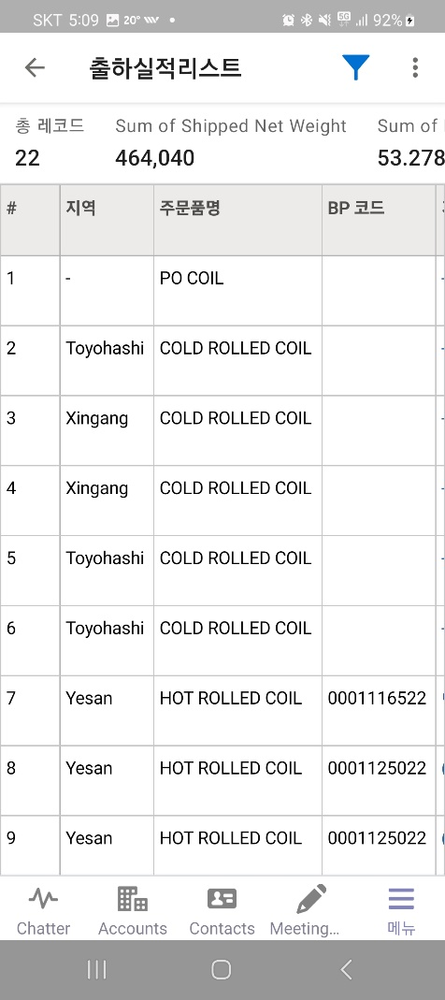 SKT 5:09 20° 5G 92%
출하실적리스트
총 레코드 Sum of Shipped Net Weight Sum of
22 464,040 53.278
# 지역 주문품명 BP 코드
1 - PO COIL
2 Toyohashi COLD ROLLED COIL
3 Xingang COLD ROLLED COIL
4 Xingang COLD ROLLED COIL
5 Toyohashi COLD ROLLED COIL
6 Toyohashi COLD ROLLED COIL
7 Yesan HOT ROLLED COIL 0001116522
8 Yesan HOT ROLLED COIL 0001125022
9 Yesan HOT ROLLED COIL 0001125022
Chatter Accounts Contacts Meeting... 메뉴